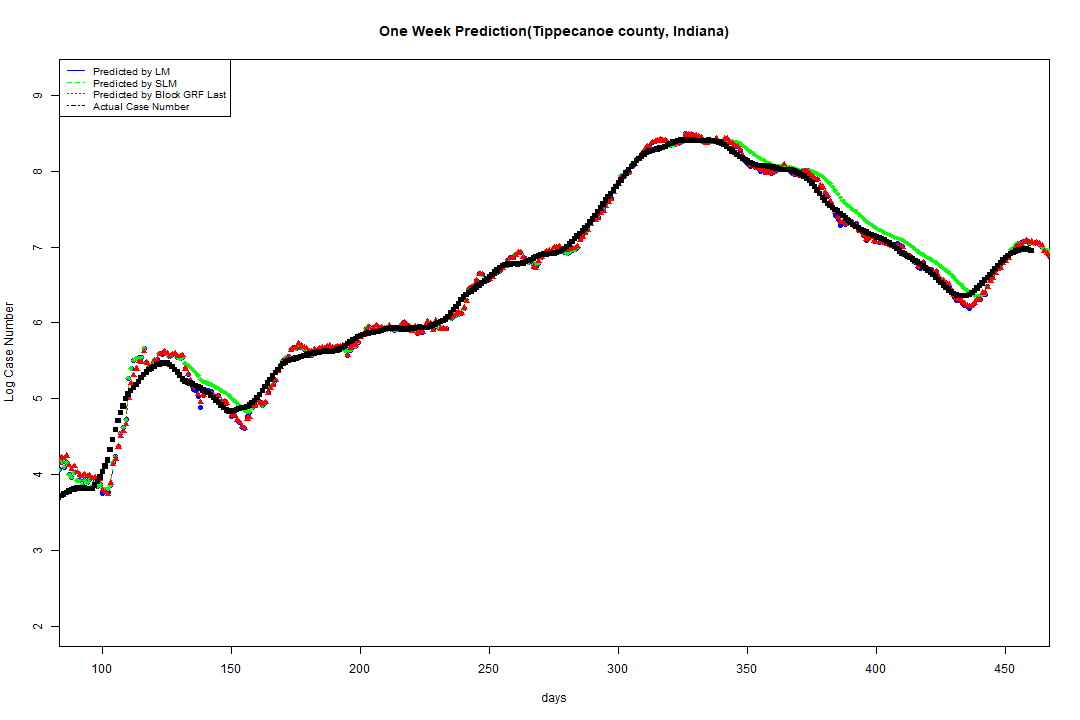 One Week Prediction(Tippecanoe county, Indiana)
Predicted by LM
Predicted by SLM
Predicted by Block GRF Last
Actual Case Number
9
8
7
6
5
4
3
2
Log Case Number
100 150 200 250 300 350 400 450
days